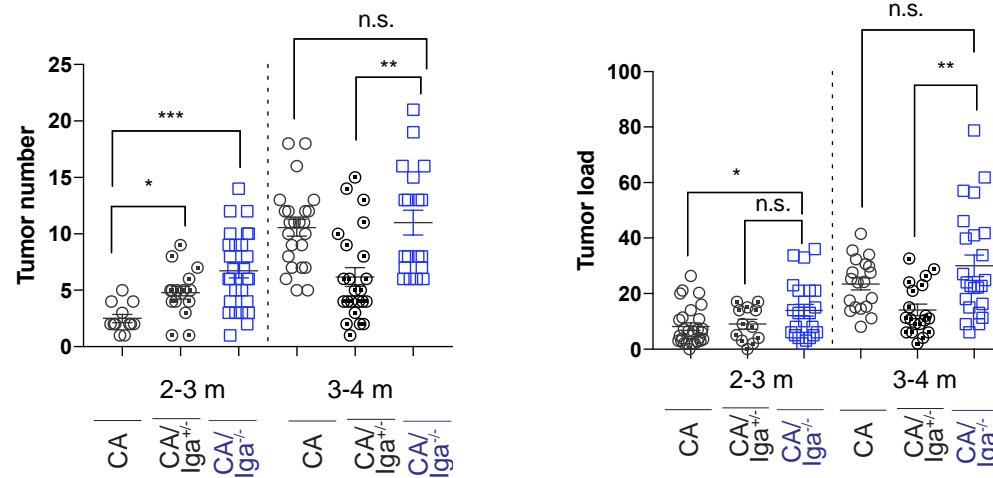 n.s.
**
***
*
Tumor number
25
20
15
10
5
0
2-3 m
3-4 m
CA
CA/
Iga+/-
CA/
Iga-/-
CA
CA/
Iga+/-
CA/
Iga-/-
n.s.
**
*
n.s.
Tumor load
100
80
60
40
20
0
2-3 m
3-4 m
CA
CA/
Iga+/-
CA/
Iga-/-
CA
CA/
Iga+/-
CA/
Iga-/-